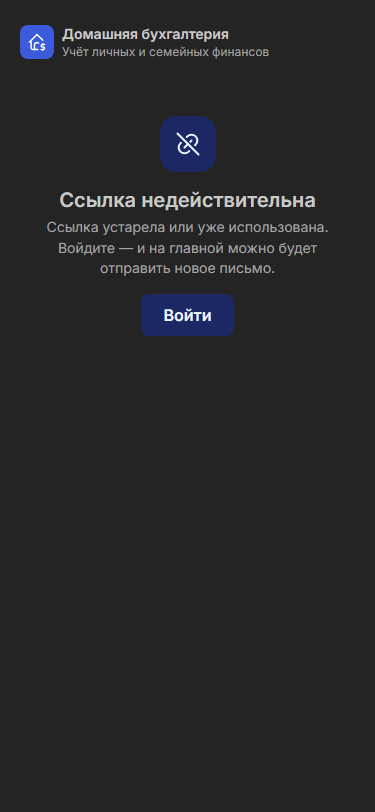 Домашняя бухгалтерия
Учёт личных и семейных финансов
Ссылка недействительна
Ссылка устарела или уже использована.
Войдите — и на главной можно будет
отправить новое письмо.
Войти